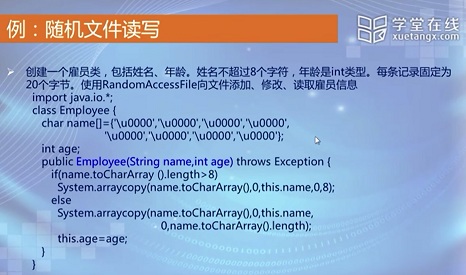 例：随机文件读写
学堂在线
xuetangx.com
创建一个雇员类，包括姓名、年龄。姓名不超过8个字符，年龄是int类型。每条记录固定为
20个字节。使用RandomAccessFile向文件添加、修改、读取雇员信息
import java.io.*;
class Employee {
char name[]={'\u0000','\u0000','\u0000','\u0000',
'\u0000','\u0000','\u0000','\u0000'};
int age;
public Employee(String name,int age) throws Exception {
if(name.toCharArray ().length>8)
System.arraycopy(name.toCharArray(),0,this.name,0,8);
else
System.arraycopy(name.toCharArray(),0,this.name,
0,name.toCharArray().length);
this.age=age;
}
}